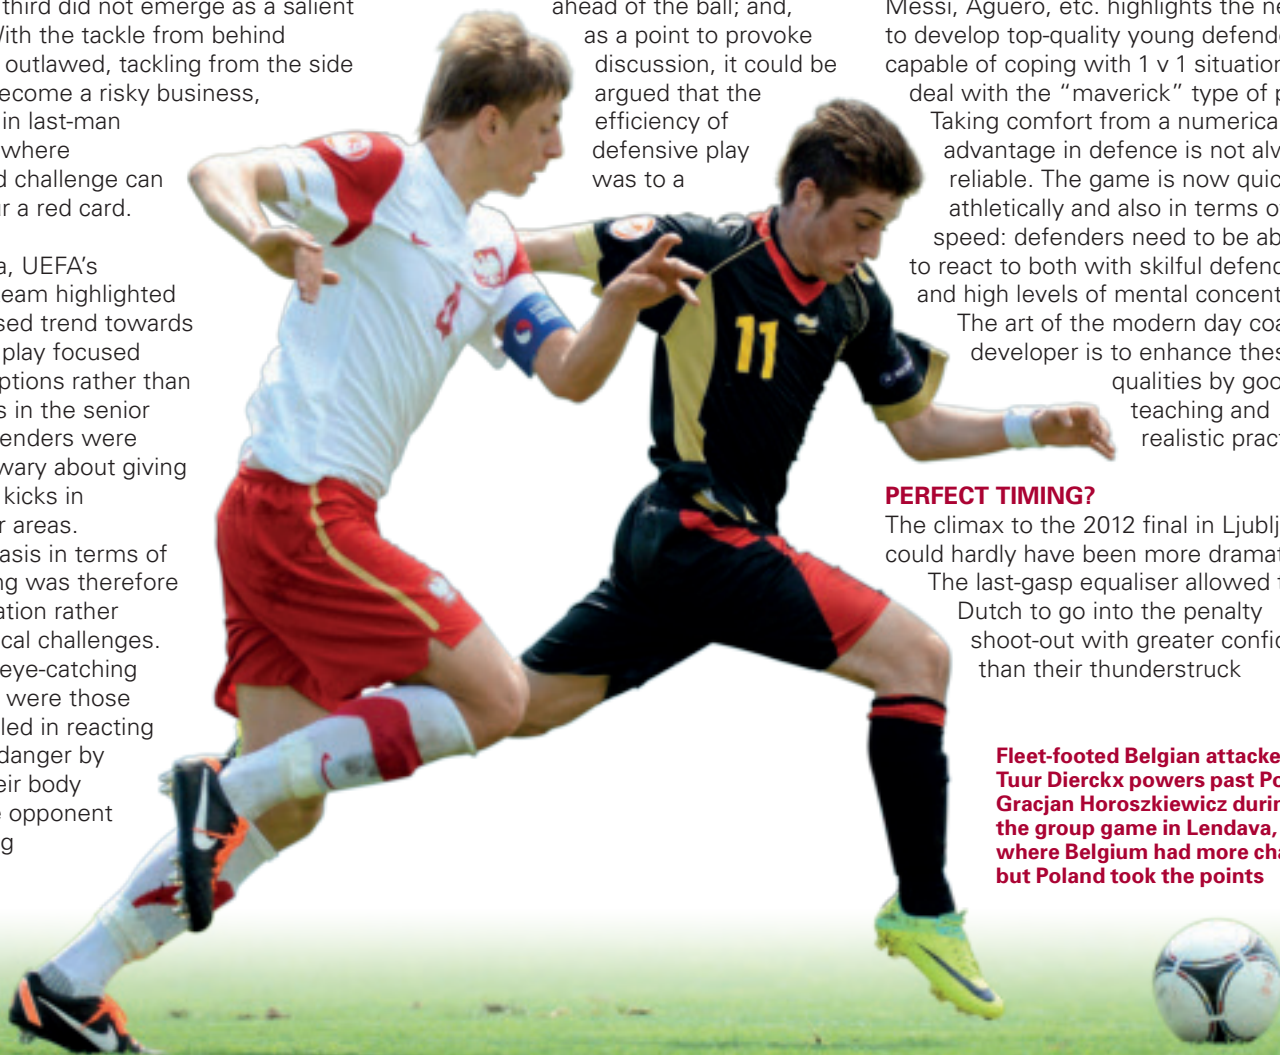 third did not emerge as a salient
With the tackle from behind
outlawed, tackling from the side
ecome a risky business,
in last-man
where
d challenge can
r a red card.
a, UEFA’s
eam highlighted
sed trend towards
play focused
ptions rather than
s in the senior
enders were
wary about giving
kicks in
r areas.
asis in terms of
ng was therefore
ation rather
cal challenges.
eye-catching
were those
led in reacting
danger by
eir body
e opponent
g
ahead of the ball; and,
as a point to provoke
discussion, it could be
argued that the
efficiency of
defensive play
was to a
Messi, Agüero, etc. highlights the ne
to develop top-quality young defende
capable of coping with 1 v 1 situation
deal with the “maverick” type of p
Taking comfort from a numerica
advantage in defence is not alw
reliable. The game is now quic
athletically and also in terms o
speed: defenders need to be ab
to react to both with skilful defend
and high levels of mental concent
The art of the modern day coa
developer is to enhance thes
qualities by goo
teaching and
realistic pract
PERFECT TIMING?
The climax to the 2012 final in Ljublj
could hardly have been more dramat
The last-gasp equaliser allowed t
Dutch to go into the penalty
shoot-out with greater confid
than their thunderstruck
Fleet-footed Belgian attacke
Tuur Dierckx powers past Po
Gracjan Horoszkiewicz durin
the group game in Lendava,
where Belgium had more cha
but Poland took the points
4
11